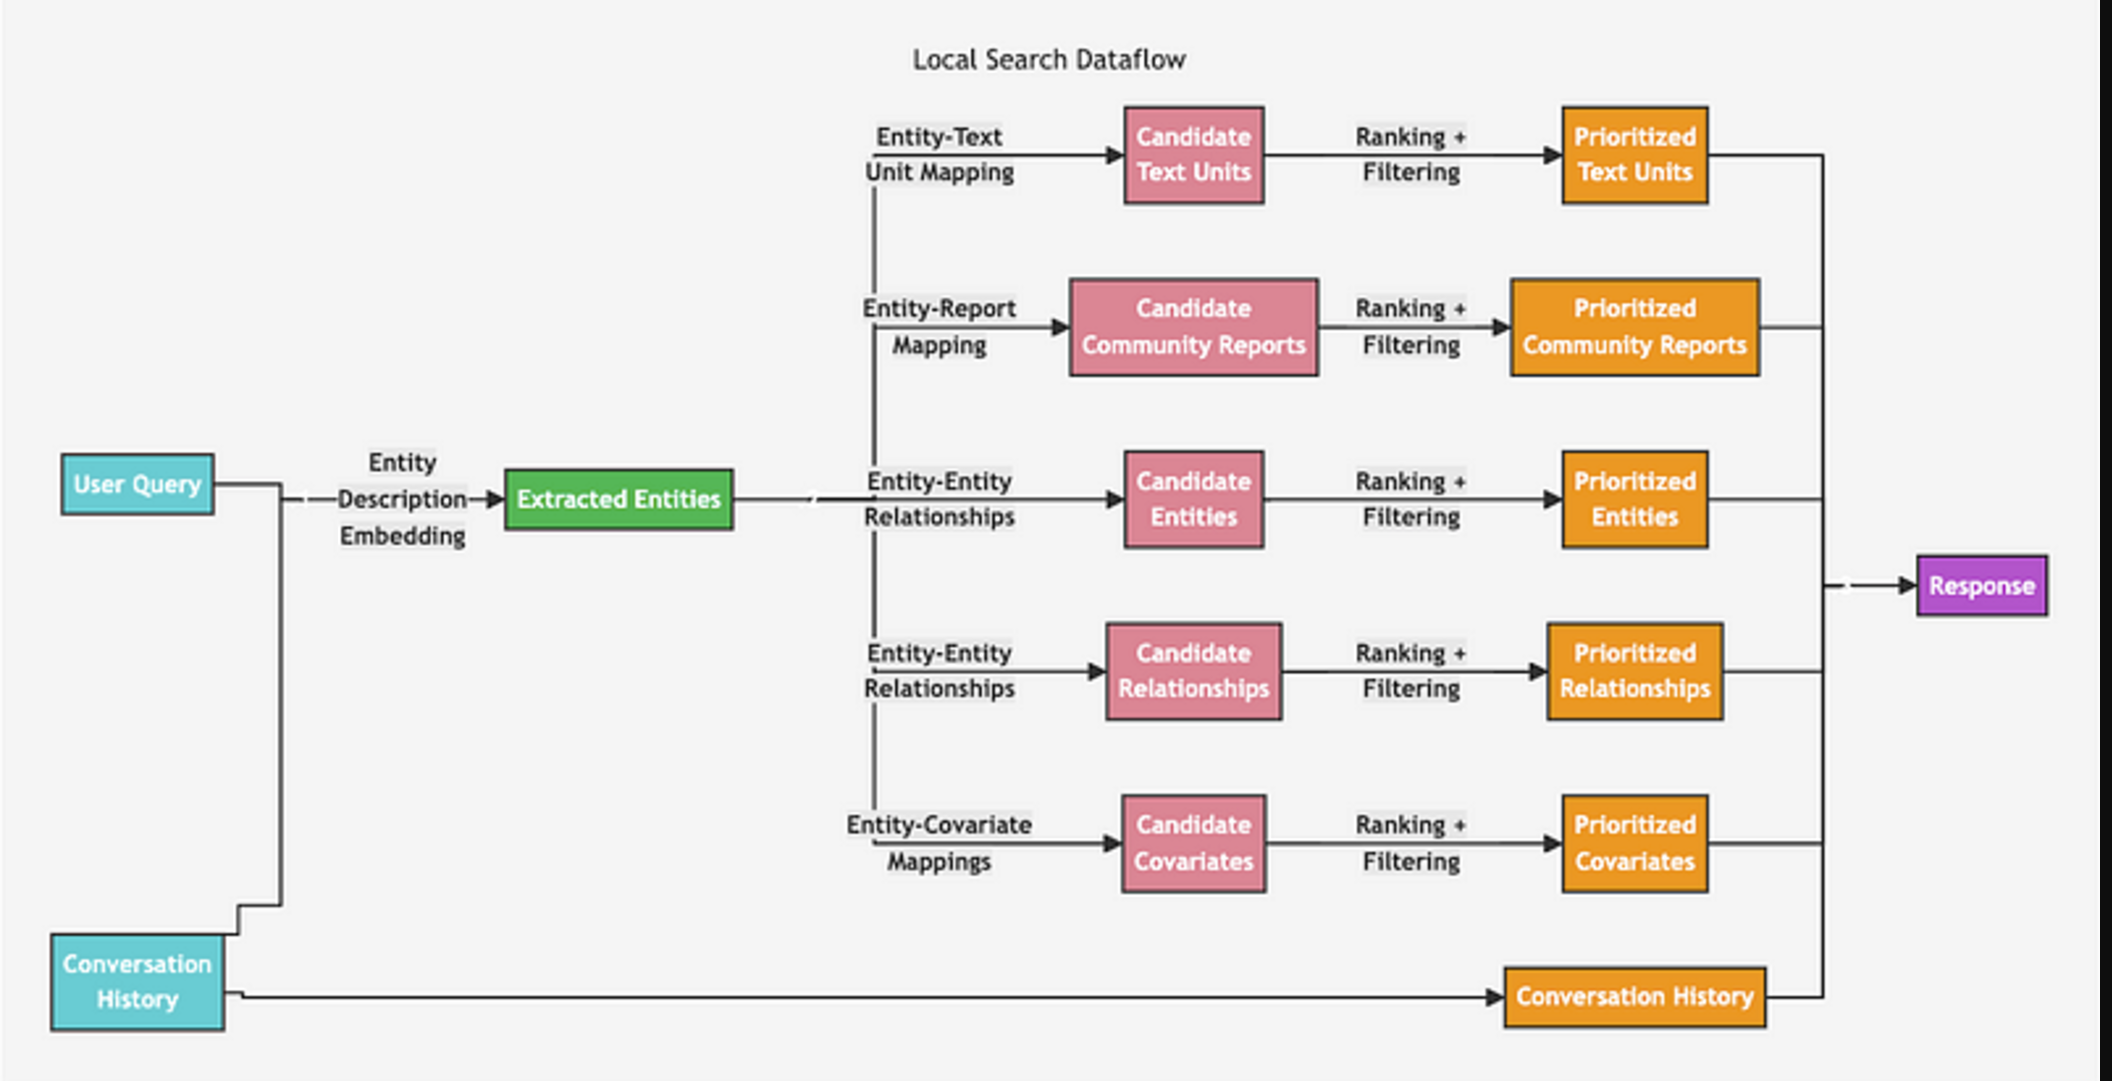 Local Search Dataflow
Entity-Text
Unit Mapping
Candidate
Text Units
Ranking +
Filtering
Prioritized
Text Units
Entity-Report
Mapping
Candidate
Community Reports
Ranking +
Filtering
Prioritized
Community Reports
User Query
Entity
Description
Embedding
Extracted Entities
Entity-Entity
Relationships
Candidate
Entities
Ranking +
Filtering
Prioritized
Entities
Response
Entity-Entity
Relationships
Candidate
Relationships
Ranking +
Filtering
Prioritized
Relationships
Entity-Covariate
Mappings
Candidate
Covariates
Ranking +
Filtering
Prioritized
Covariates
Conversation
History
Conversation History